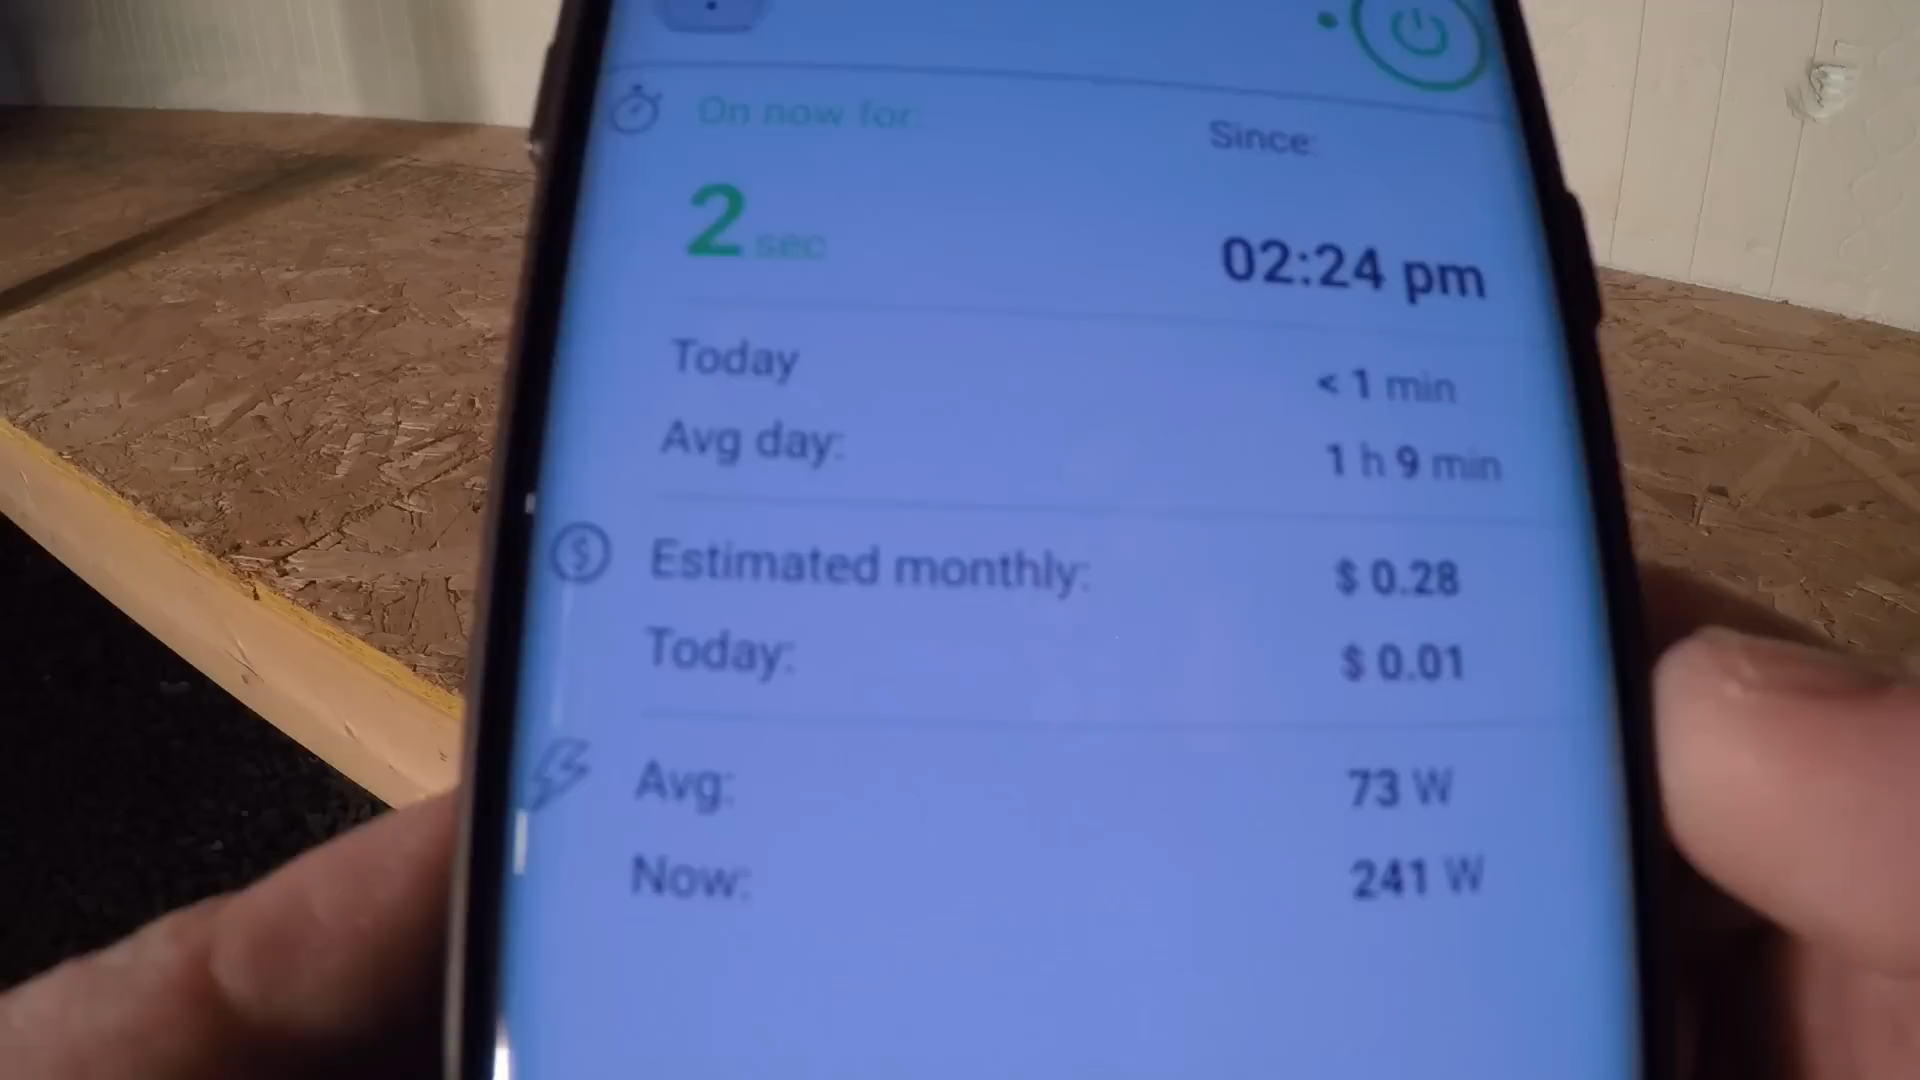 On now for:
Since:
2 sec
02:24 pm
Today
< 1 min
Avg day:
1 h 9 min
Estimated monthly:
$ 0.28
Today:
$ 0.01
Avg:
73 W
Now:
241 W